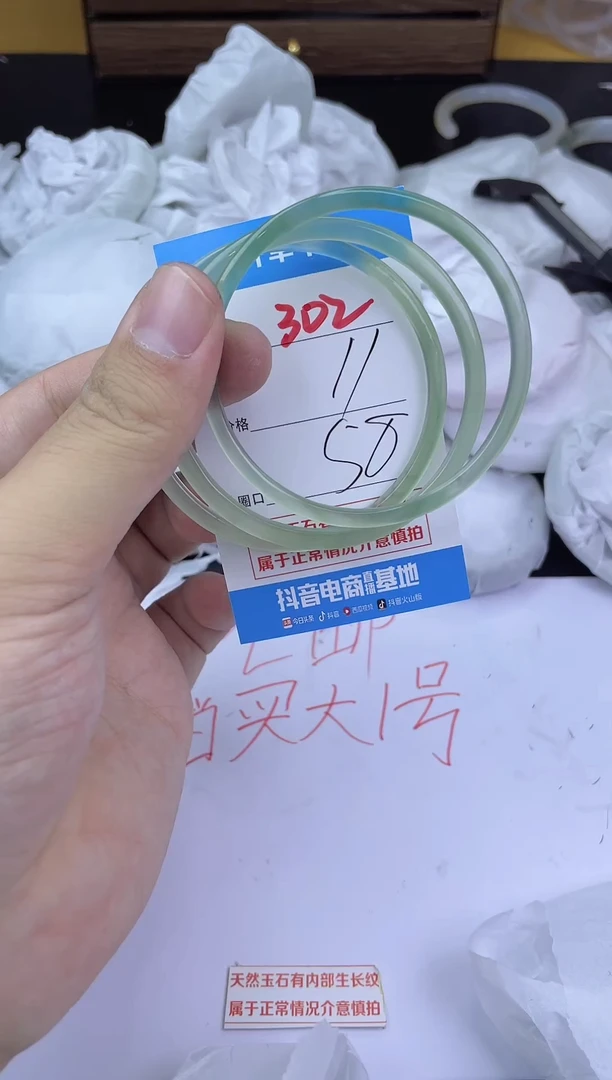 302
11
格
58
圈口
属于正常情况介意慎拍
抖音电商直播基地
今日头条 抖音 西瓜视频 抖音火山版
买大1号
天然玉石有内部生长纹
属于正常情况介意慎拍